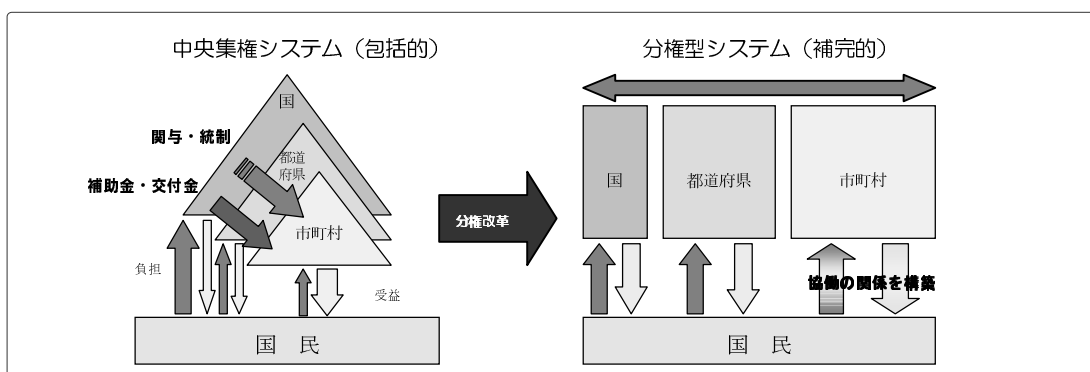 中央集権システム（包括的）
分権型システム（補完的）
国
関与・統制
都道
府県
補助金・交付金
市町村
負担
受益
国　民
分権改革
国
都道府県
市町村
協働の関係を構築
国　民